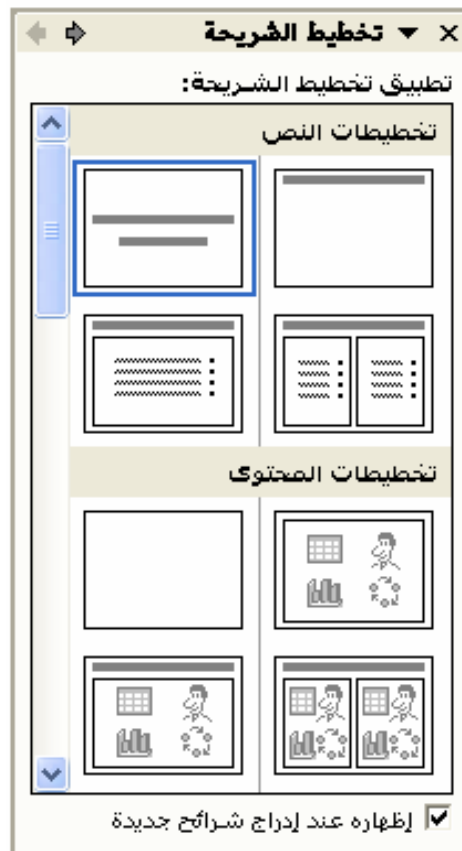 تخطيط الشريحة
تطبيق تخطيط الشريحة:
تخطيطات النص
تخطيطات المحتوى
إظهاره عند إدراج شرائح جديدة